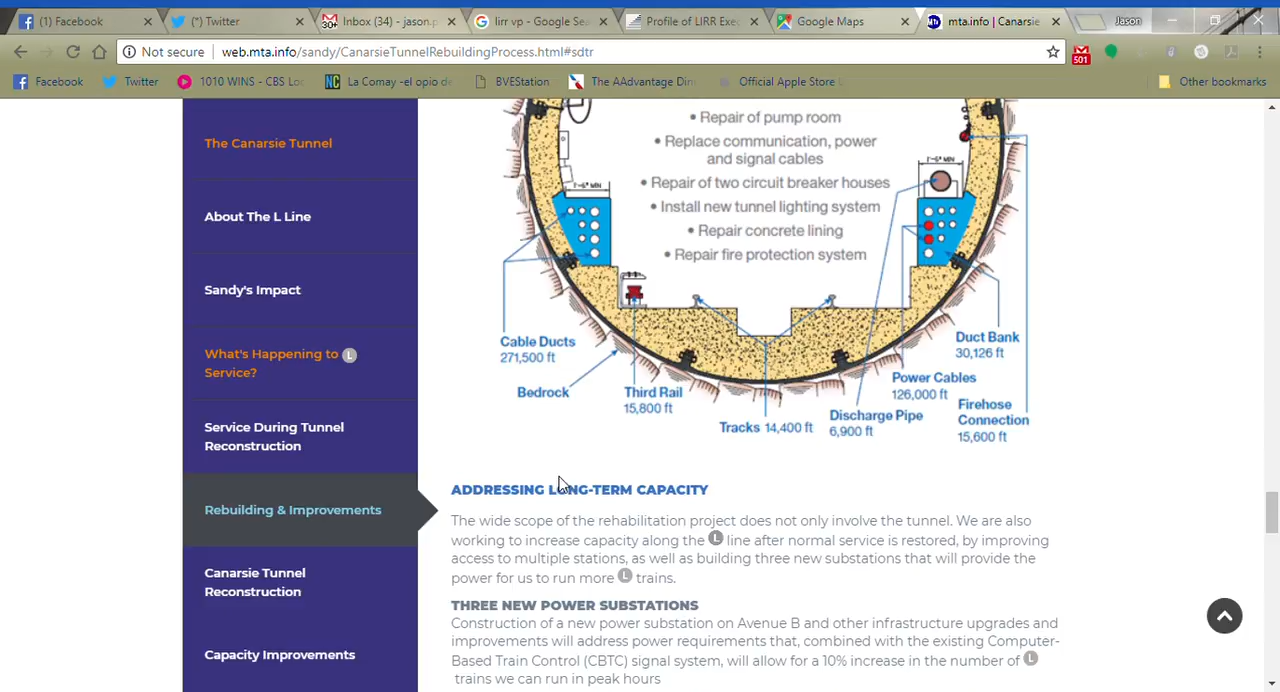 (1) Facebook
(*) Twitter
Inbox (34) - jason.p
lirr vp - Google Sea
Profile of LIRR Exec
Google Maps
mta.info | Canarsie
Jason
Not secure
web.mta.info/sandy/CanarsieTunnelRebuildingProcess.html#sdtr
501
Facebook
Twitter
1010 WINS - CBS Loc
La Comay -el opio de
BVEStation
The AAdvantage Din
Official Apple Store
Other bookmarks
The Canarsie Tunnel
About The L Line
Sandy's Impact
What's Happening to L
Service?
Service During Tunnel
Reconstruction
Rebuilding & Improvements
Canarsie Tunnel
Reconstruction
Capacity Improvements
• Repair of pump room
• Replace communication, power
and signal cables
• Repair of two circuit breaker houses
• Install new tunnel lighting system
• Repair concrete lining
• Repair fire protection system
1'-6" MIN
1'-6" MIN
Cable Ducts
271,500 ft
Bedrock
Third Rail
15,800 ft
Tracks 14,400 ft
Discharge Pipe
6,900 ft
Power Cables
126,000 ft
Duct Bank
30,126 ft
Firehose
Connection
15,600 ft
ADDRESSING LONG-TERM CAPACITY
The wide scope of the rehabilitation project does not only involve the tunnel. We are also
working to increase capacity along the L line after normal service is restored, by improving
access to multiple stations, as well as building three new substations that will provide the
power for us to run more L trains.
THREE NEW POWER SUBSTATIONS
Construction of a new power substation on Avenue B and other infrastructure upgrades and
improvements will address power requirements that, combined with the existing Computer-
Based Train Control (CBTC) signal system, will allow for a 10% increase in the number of L
trains we can run in peak hours